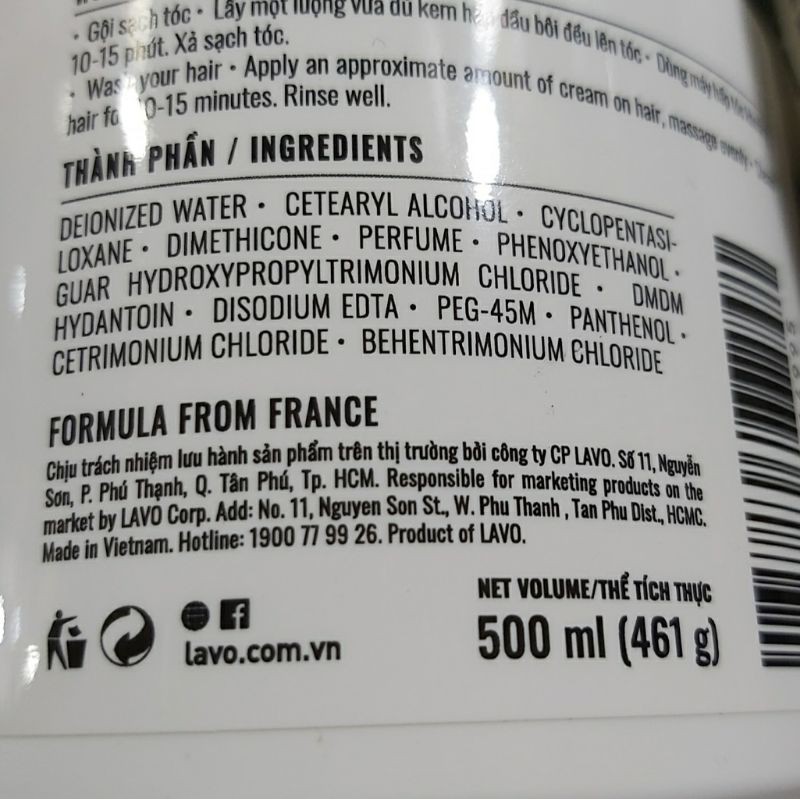 • Gội sạch tóc • Lấy một lượng vừa đủ kem hấp dầu bôi đều lên tóc • Dùng máy hấp
10-15 phút. Xả sạch tóc.
• Wash your hair • Apply an approximate amount of cream on hair, massage evenly •
hair for 10-15 minutes. Rinse well.
THÀNH PHẦN / INGREDIENTS
DEIONIZED WATER • CETEARYL ALCOHOL • CYCLOPENTASI-
LOXANE • DIMETHICONE • PERFUME • PHENOXYETHANOL •
GUAR HYDROXYPROPYLTRIMONIUM CHLORIDE • DMDM
HYDANTOIN • DISODIUM EDTA • PEG-45M • PANTHENOL •
CETRIMONIUM CHLORIDE • BEHENTRIMONIUM CHLORIDE
FORMULA FROM FRANCE
Chịu trách nhiệm lưu hành sản phẩm trên thị trường bởi công ty CP LAVO. Số 11, Nguyễn
Sơn, P. Phú Thạnh, Q. Tân Phú, Tp. HCM. Responsible for marketing products on the
market by LAVO Corp. Add: No. 11, Nguyen Son St., W. Phu Thanh , Tan Phu Dist., HCMC.
Made in Vietnam. Hotline: 1900 77 99 26. Product of LAVO.
NET VOLUME/THỂ TÍCH THỰC
500 ml (461 g)
lavo.com.vn